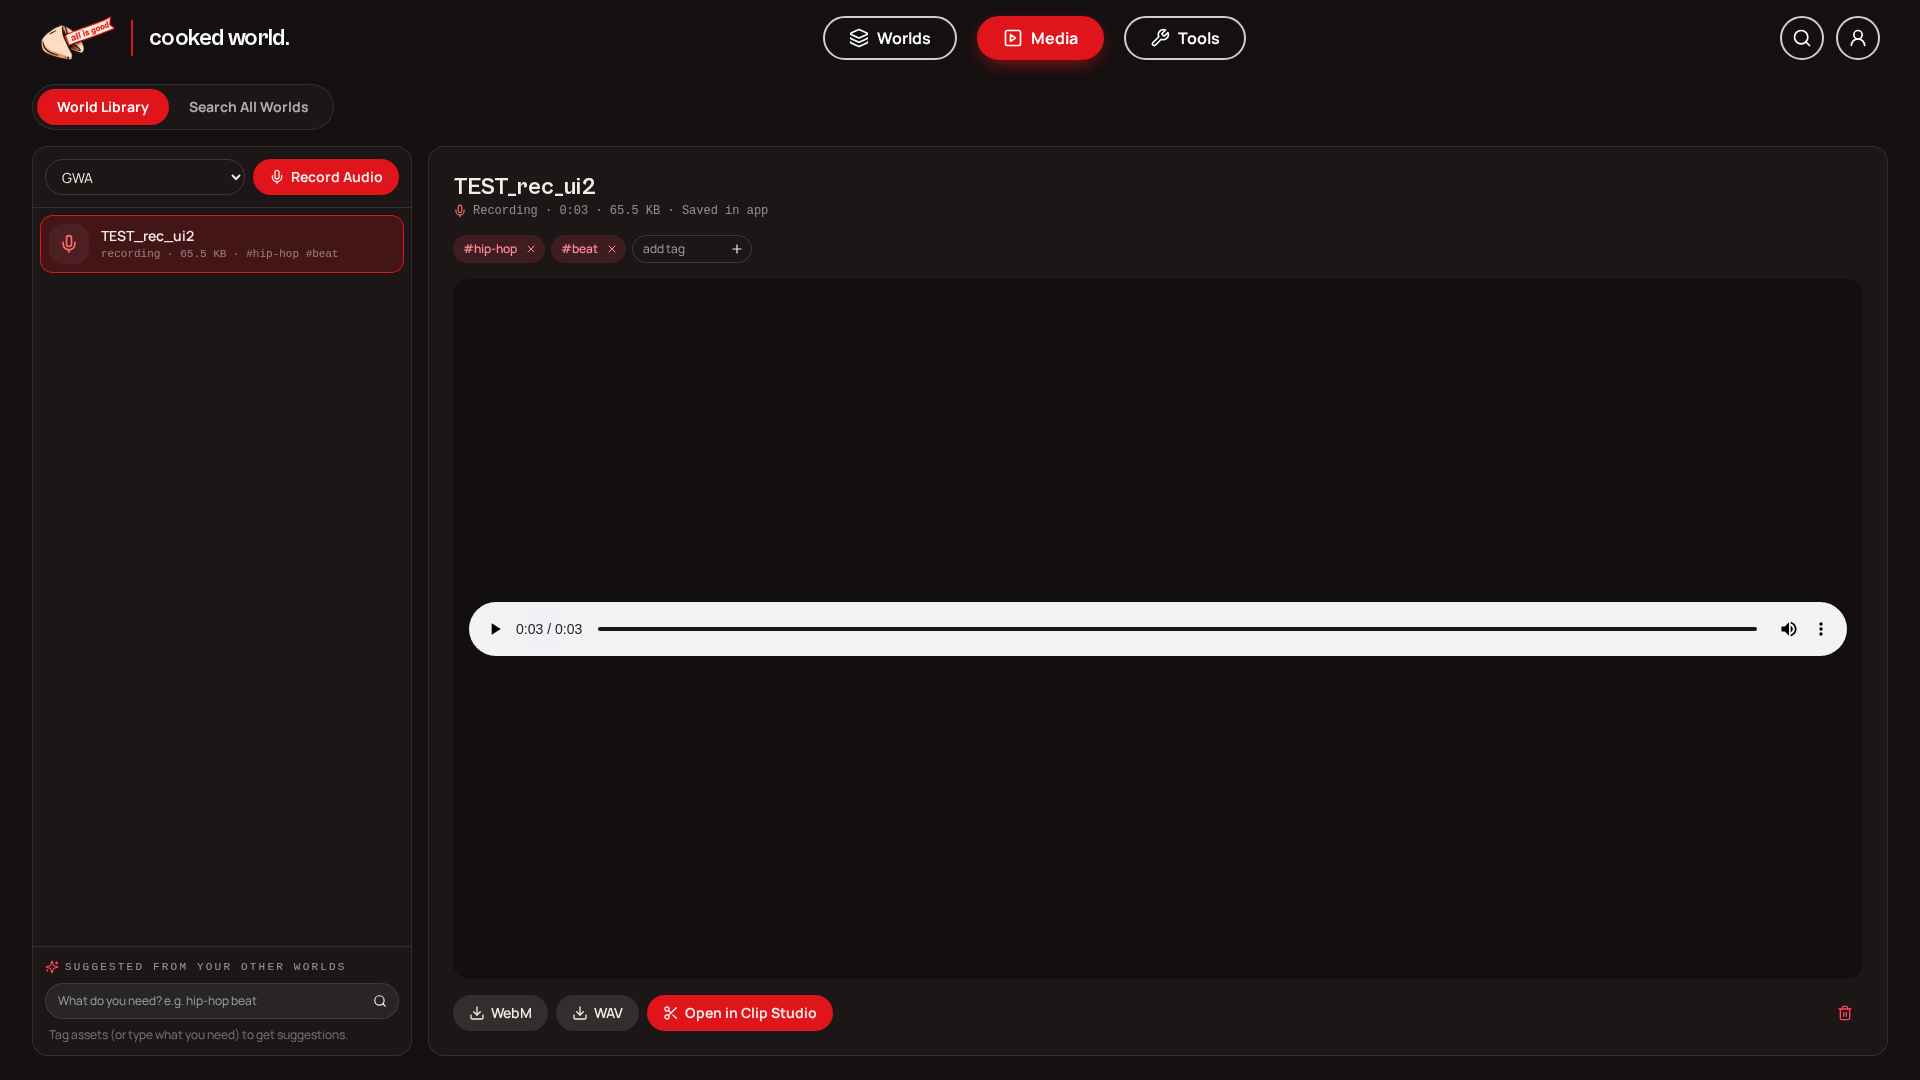 all is good
cooked world.
Worlds
Media
Tools
World Library
Search All Worlds
GWA
Record Audio
TEST_rec_ui2
recording · 65.5 KB · #hip-hop #beat
SUGGESTED FROM YOUR OTHER WORLDS
What do you need? e.g. hip-hop beat
Tag assets (or type what you need) to get suggestions.
TEST_rec_ui2
Recording · 0:03 · 65.5 KB · Saved in app
#hip-hop × #beat × add tag +
0:03 / 0:03
WebM
WAV
Open in Clip Studio